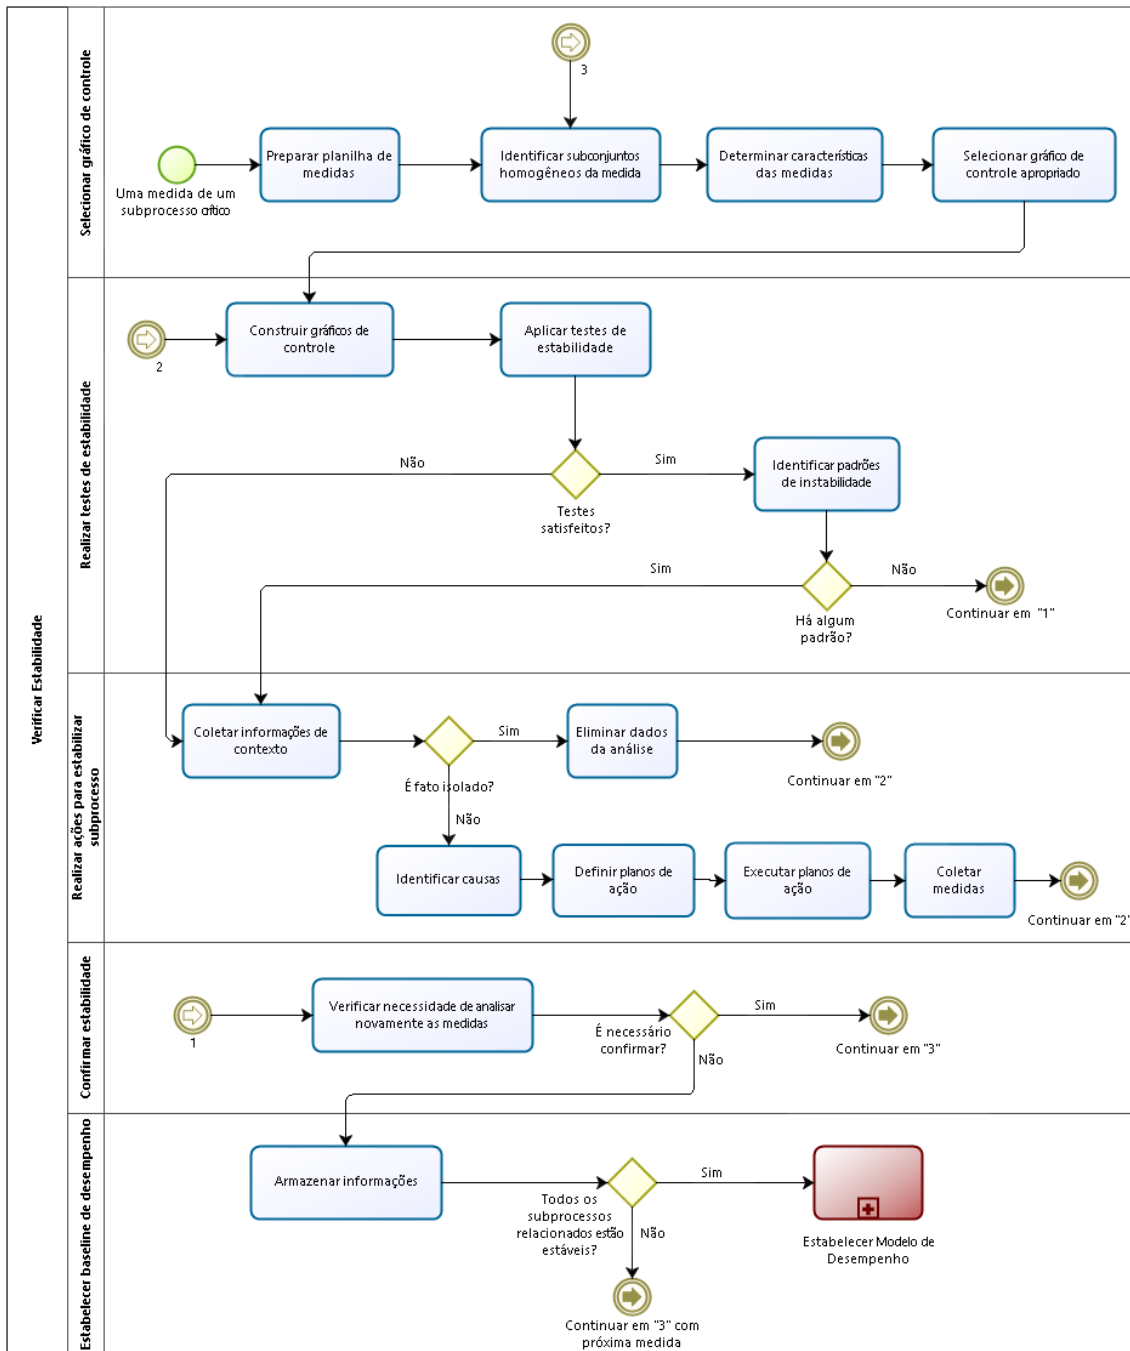 Verificar Estabilidade
Selecionar gráfico de controle
3
Uma medida de um
subprocesso crítico
Preparar planilha de
medidas
Identificar subconjuntos
homogêneos da medida
Determinar características
das medidas
Selecionar gráfico de
controle apropriado
Realizar testes de estabilidade
2
Construir gráficos de
controle
Aplicar testes de
estabilidade
Não
Testes
satisfeitos?
Sim
Identificar padrões
de instabilidade
Sim
Há algum
padrão?
Não
Continuar em "1"
Realizar ações para estabilizar
subprocesso
Coletar informações de
contexto
É fato isolado?
Sim
Eliminar dados
da análise
Continuar em "2"
Não
Identificar causas
Definir planos de
ação
Executar planos de
ação
Coletar
medidas
Continuar em "2"
Confirmar estabilidade
1
Verificar necessidade de analisar
novamente as medidas
É necessário
confirmar?
Sim
Continuar em "3"
Não
Estabelecer baseline de desempenho
Armazenar informações
Todos os
subprocessos
relacionados estão
estáveis?
Sim
Estabelecer Modelo de
Desempenho
Não
Continuar em "3" com
próxima medida